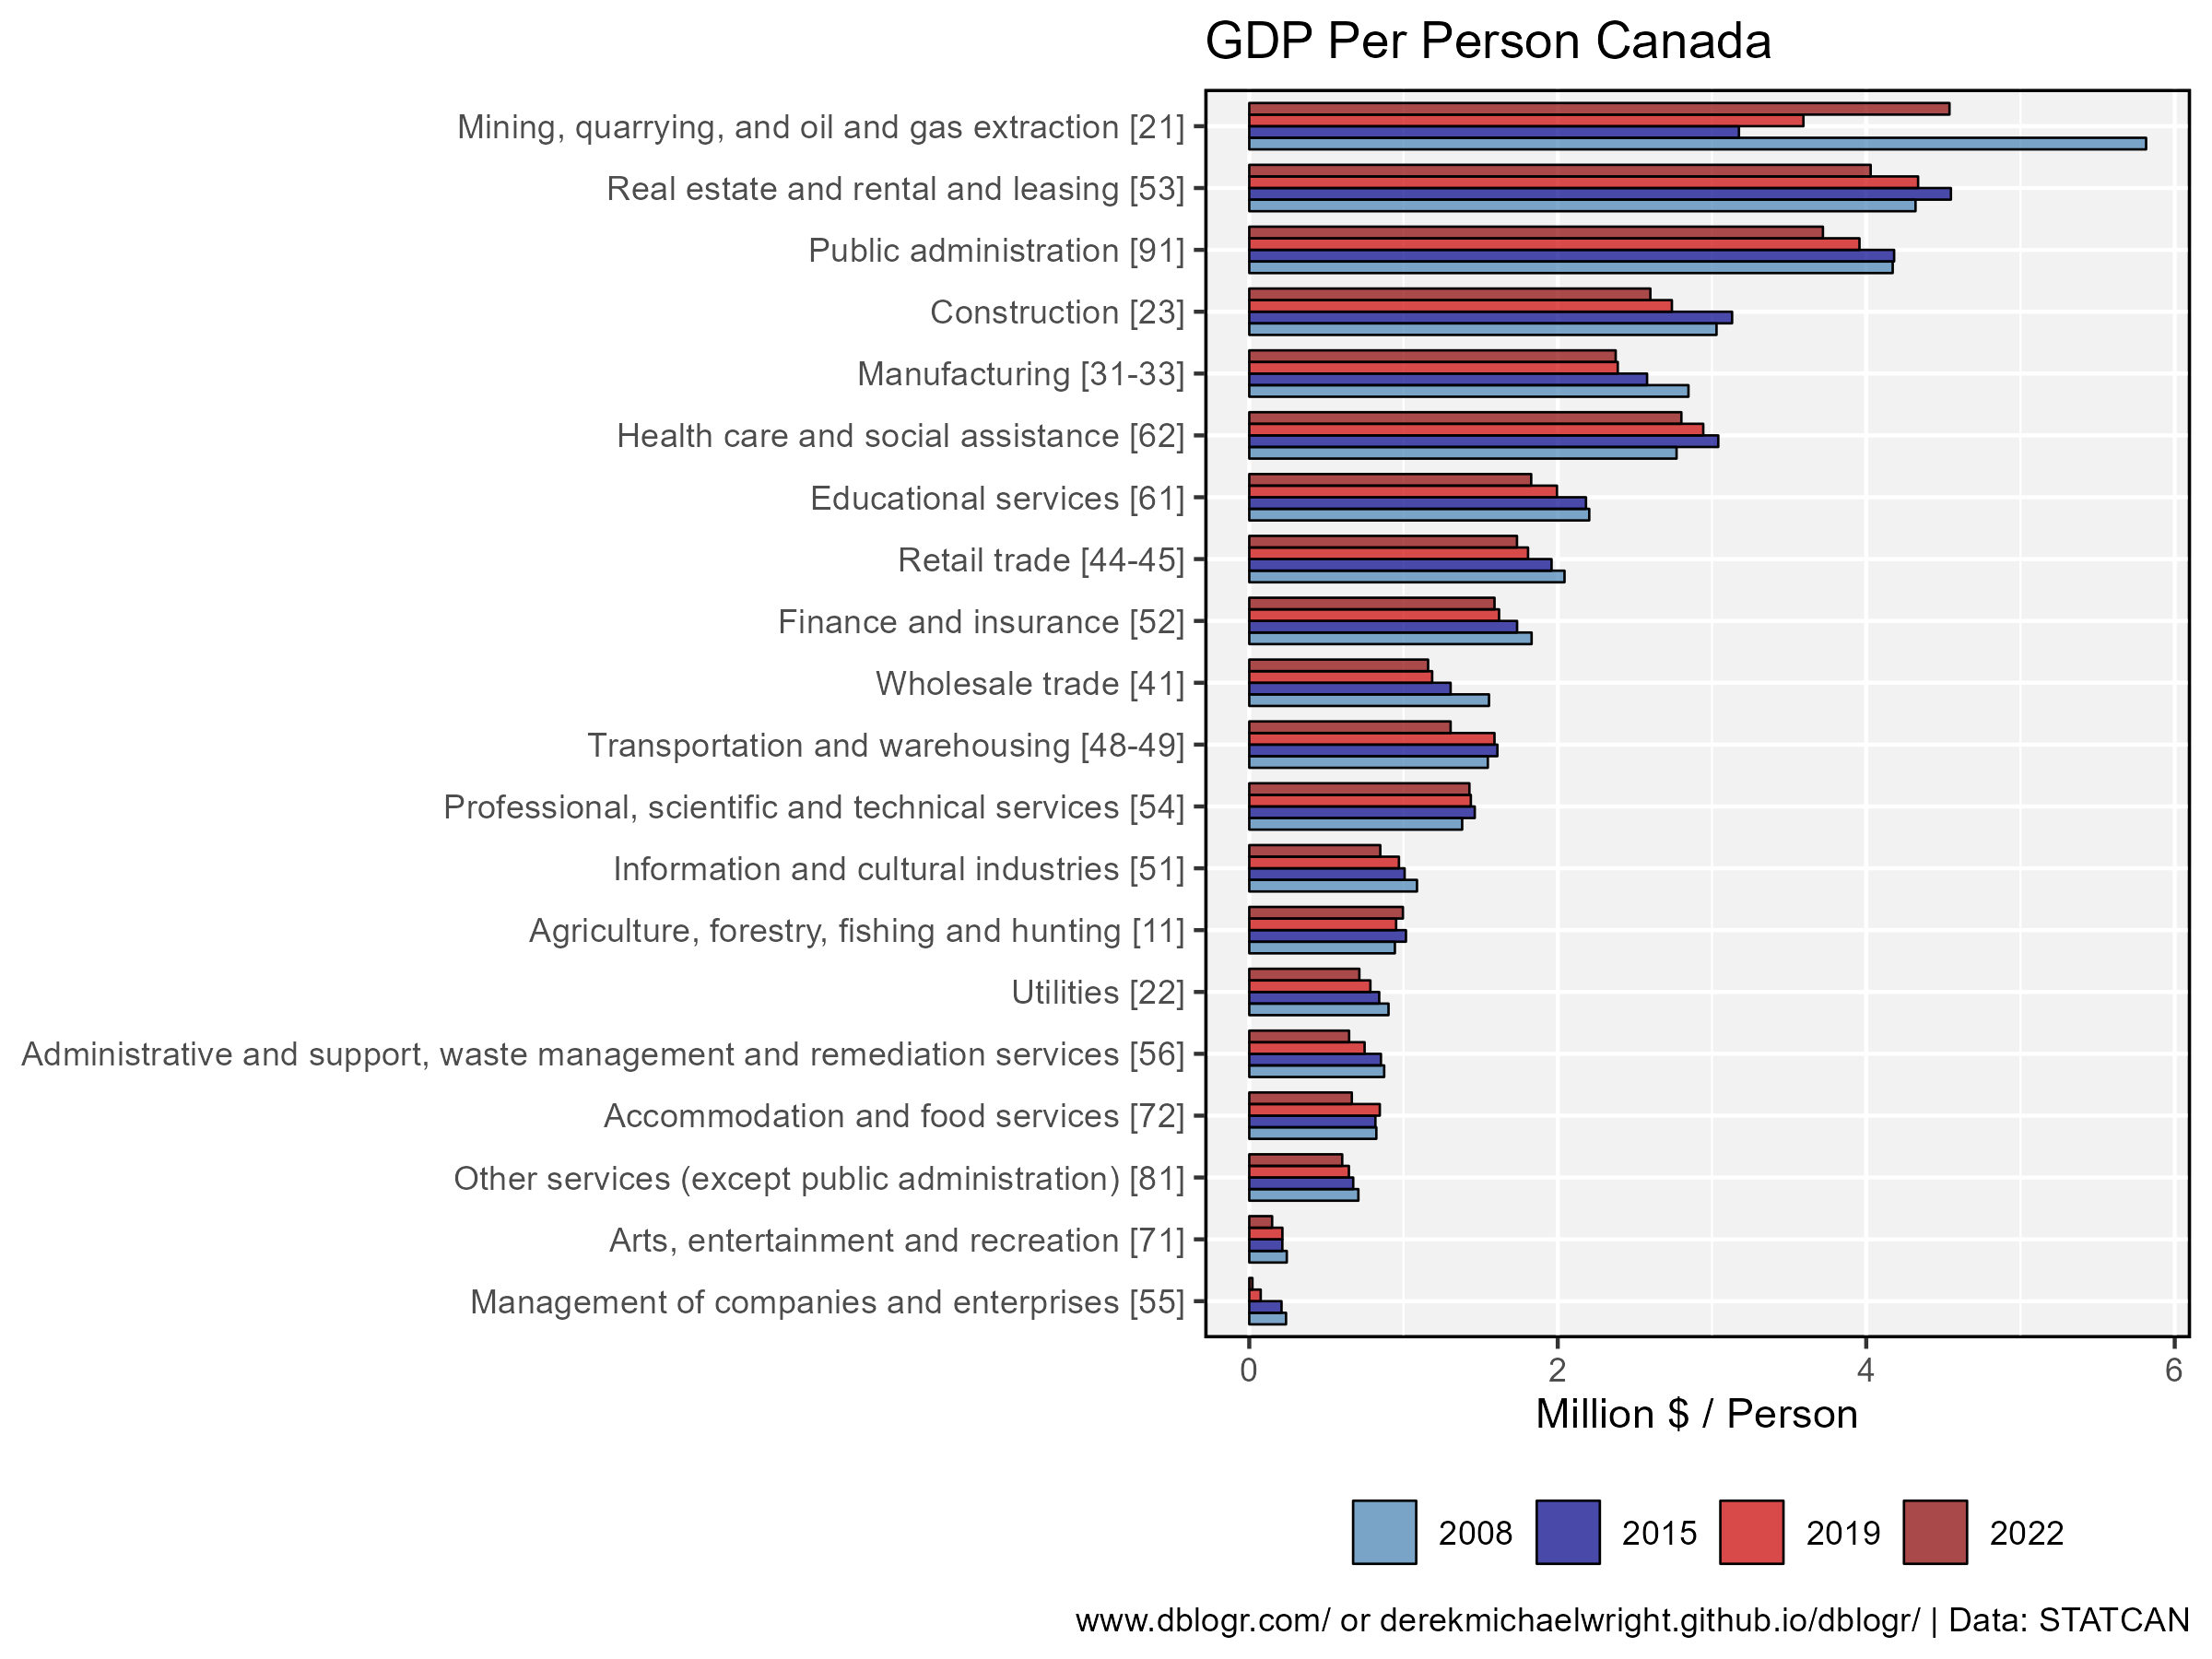 GDP Per Person Canada
Mining, quarrying, and oil and gas extraction [21]
Real estate and rental and leasing [53]
Public administration [91]
Construction [23]
Manufacturing [31-33]
Health care and social assistance [62]
Educational services [61]
Retail trade [44-45]
Finance and insurance [52]
Wholesale trade [41]
Transportation and warehousing [48-49]
Professional, scientific and technical services [54]
Information and cultural industries [51]
Agriculture, forestry, fishing and hunting [11]
Utilities [22]
Administrative and support, waste management and remediation services [56]
Accommodation and food services [72]
Other services (except public administration) [81]
Arts, entertainment and recreation [71]
Management of companies and enterprises [55]
0 2 4 6
Million $ / Person
2008 2015 2019 2022
www.dblogr.com/ or derekmichaelwright.github.io/dblogr/ | Data: STATCAN